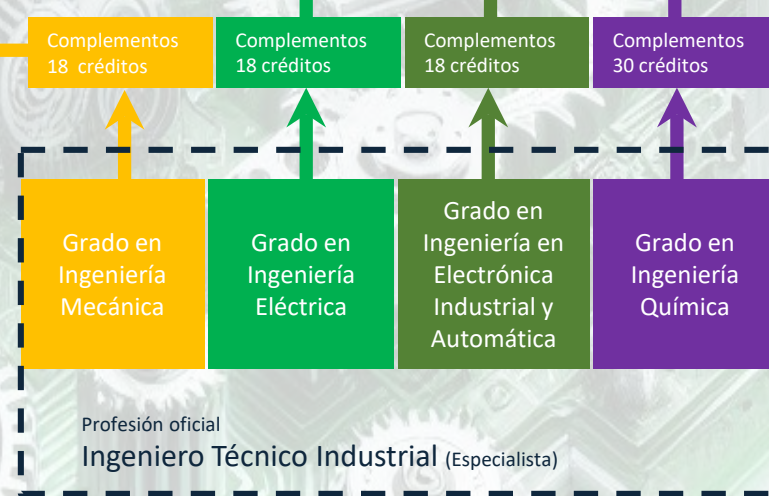 Complementos
18 créditos
Complementos
18 créditos
Complementos
18 créditos
Complementos
30 créditos
Grado en
Ingeniería
Mecánica
Grado en
Ingeniería
Eléctrica
Grado en
Ingeniería en
Electrónica
Industrial y
Automática
Grado en
Ingeniería
Química
Profesión oficial
Ingeniero Técnico Industrial (Especialista)